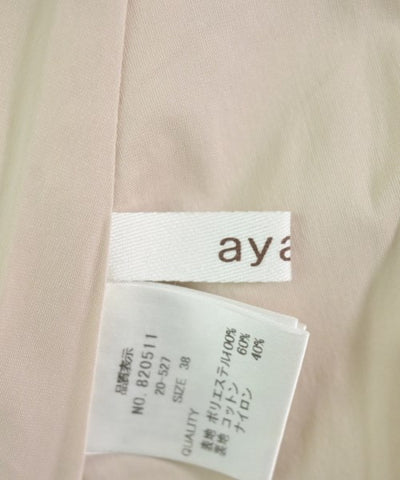 aya
品質表示
NO. 820511
20-527
SIZE 38
QUALITY
表地 ポリエステル100%
裏地 コットン 60%
ナイロン 40%